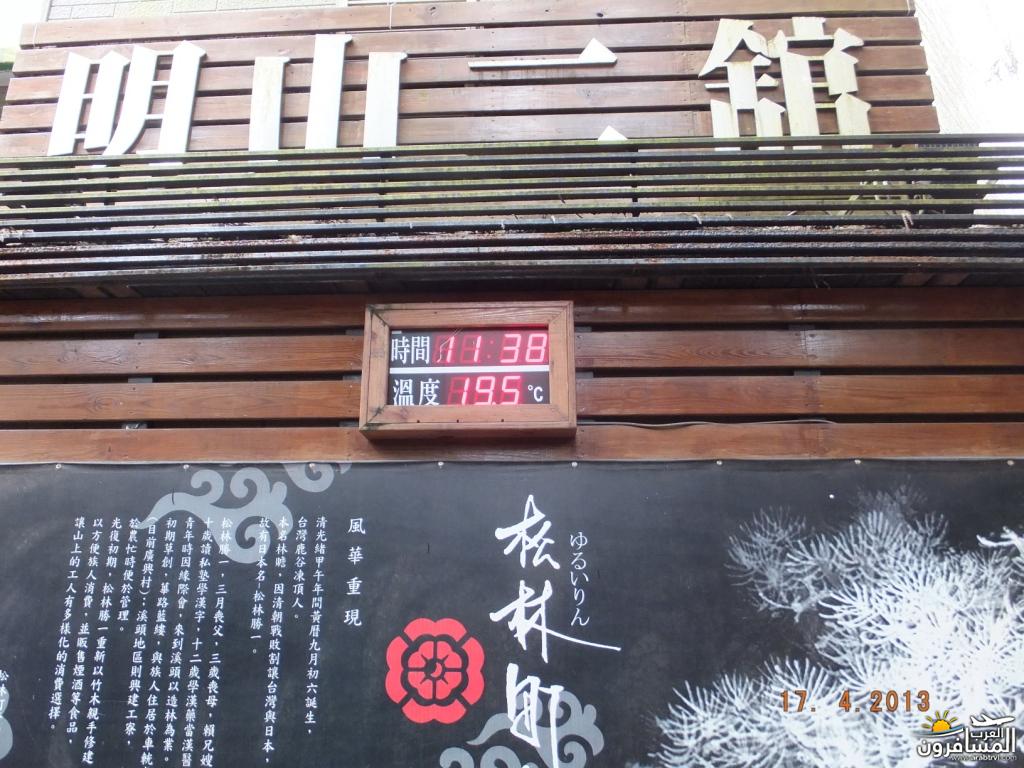 明山二館
時間 11:38
溫度 19.5 °C
風華重現
清光緒甲午年間黃曆九月初六誕生，
台灣鹿谷凍頂人。
本名林瞻，因清朝戰敗割讓台灣與日本，
故有日本名—松林勝一。
松林勝一，三月喪父，三歲喪母，賴兄嫂
十歲讀私塾學漢字，十二歲學漢藥當漢醫
青年時因緣際會，來到溪頭以造林為業。
初期草創，篳路藍縷，與族人住居於車輄
（目前廣興村）；溪頭地區則興建工寮，
於農忙時便於管理。
光復初期，松林勝一重新以竹木親手修建
以方便族人消費，並販售煙酒等食品，
讓山上的工人有多樣化的消費選擇。
松林町
ゆるいりん
17. 4.2013
العرب
المسافرون
www.arabtrvl.com